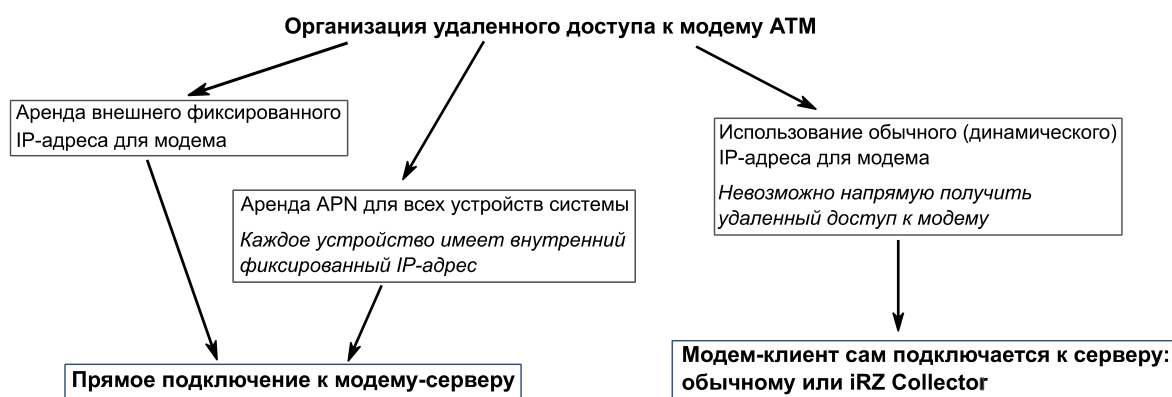 Организация удаленного доступа к модему ATM
Аренда внешнего фиксированного
IP-адреса для модема
Аренда APN для всех устройств системы
Каждое устройство имеет внутренний
фиксированный IP-адрес
Использование обычного (динамического)
IP-адреса для модема
Невозможно напрямую получить
удаленный доступ к модему
Прямое подключение к модему-серверу
Модем-клиент сам подключается к серверу:
обычному или iRZ Collector